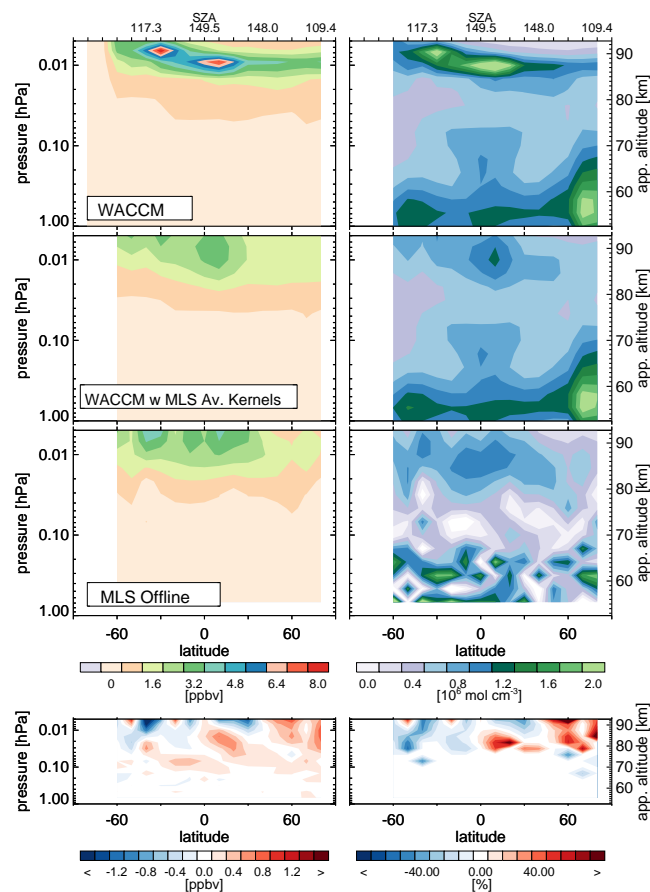 SZA SZA
117.3 149.5 148.0 109.4 117.3 149.5 148.0 109.4
pressure [hPa] 0.01 0.10 1.00 WACCM 90 80 70 60 app. altitude [km]
pressure [hPa] 0.01 0.10 1.00 WACCM w MLS Av. Kernels 90 80 70 60 app. altitude [km]
pressure [hPa] 0.01 0.10 1.00 MLS Offline 90 80 70 60 app. altitude [km]
-60 0 60 -60 0 60
latitude latitude
0 1.6 3.2 4.8 6.4 8.0 0.0 0.4 0.8 1.2 1.6 2.0
[ppbv] [10⁶ mol cm⁻³]
pressure [hPa] 0.01 0.10 1.00 90 80 70 60 app. altitude [km]
-60 0 60 -60 0 60
latitude latitude
< -1.2 -0.8 -0.4 0.0 0.4 0.8 1.2 > < -40.00 0.00 40.000 >
[ppbv] [%]